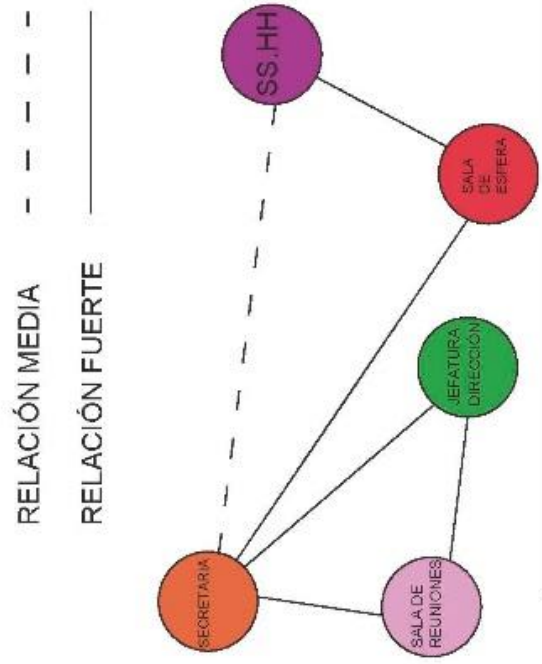 RELACIÓN MEDIA
RELACIÓN FUERTE
SECRETARIA
SS.HH
SALA DE
REUNIONES
JEFATURA
DIRECCIÓN
SALA
DE
ESPERA